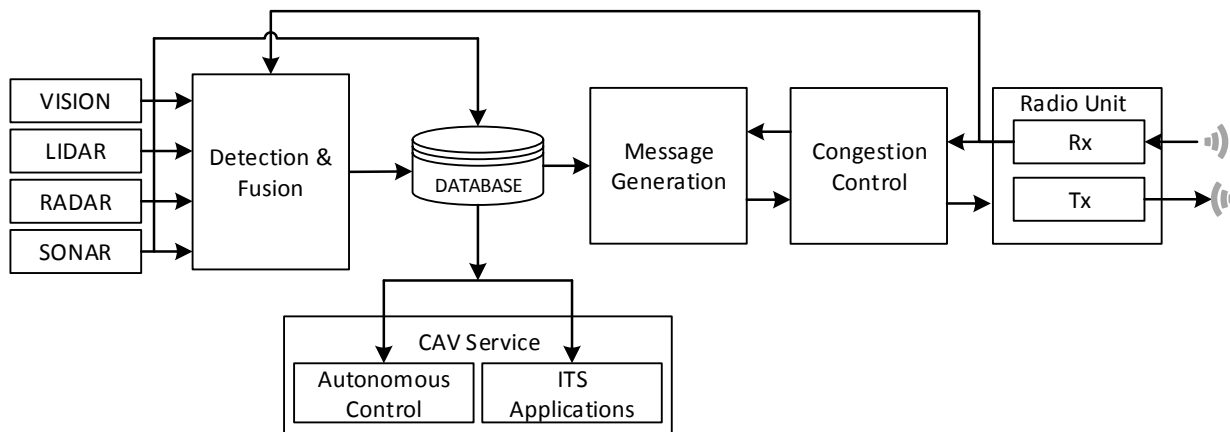 VISION
LIDAR
RADAR
SONAR
Detection &
Fusion
DATABASE
Message
Generation
Congestion
Control
Radio Unit
Rx
Tx
CAV Service
Autonomous
Control
ITS
Applications